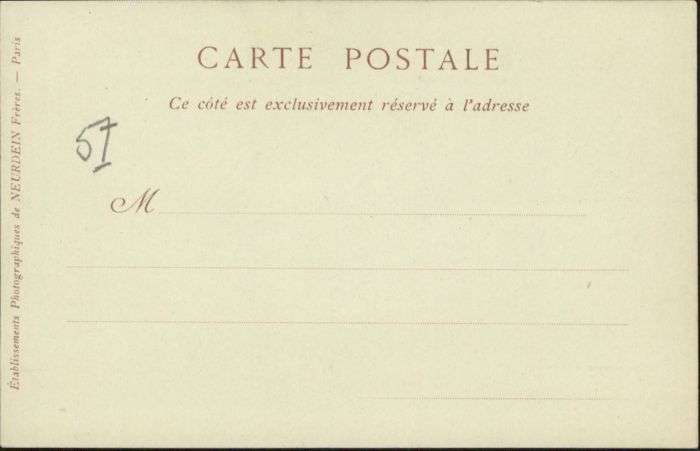 CARTE POSTALE
Ce côté est exclusivement réservé à l'adresse
57
M
Établissements Photographiques de NEURDEIN Frères. — Paris